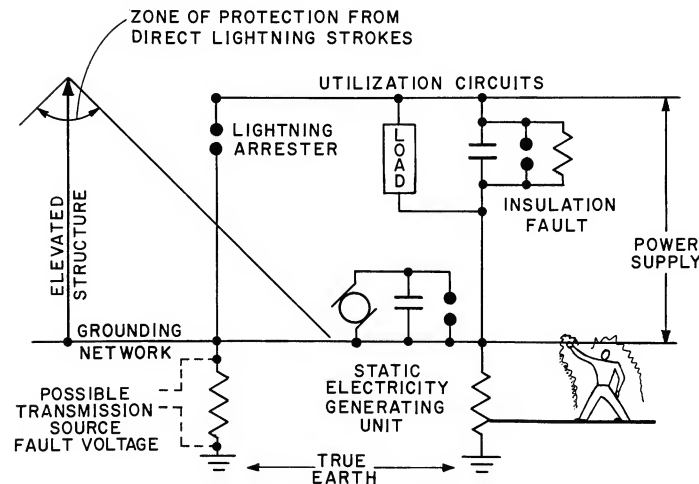 ZONE OF PROTECTION FROM
DIRECT LIGHTNING STROKES
UTILIZATION CIRCUITS
LIGHTNING
ARRESTER
LOAD
INSULATION
FAULT
POWER
SUPPLY
ELEVATED
STRUCTURE
GROUNDING
NETWORK
STATIC
ELECTRICITY
GENERATING
UNIT
POSSIBLE
TRANSMISSION
SOURCE
FAULT VOLTAGE
TRUE
EARTH